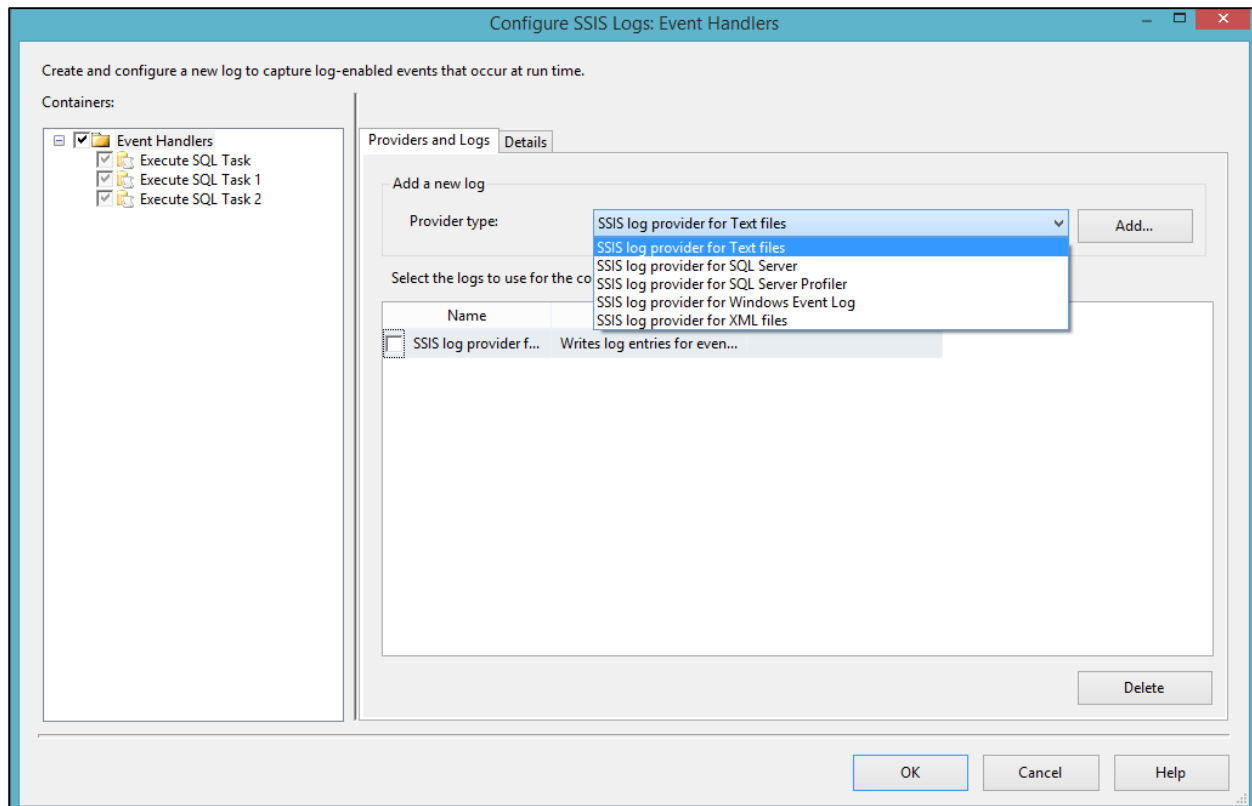 Configure SSIS Logs: Event Handlers
Create and configure a new log to capture log-enabled events that occur at run time.
Containers:
Event Handlers
Execute SQL Task
Execute SQL Task 1
Execute SQL Task 2
Providers and Logs Details
Add a new log
Provider type: SSIS log provider for Text files Add...
SSIS log provider for Text files
SSIS log provider for SQL Server
SSIS log provider for SQL Server Profiler
SSIS log provider for Windows Event Log
SSIS log provider for XML files
Select the logs to use for the co
Name
SSIS log provider f... Writes log entries for even...
Delete
OK Cancel Help